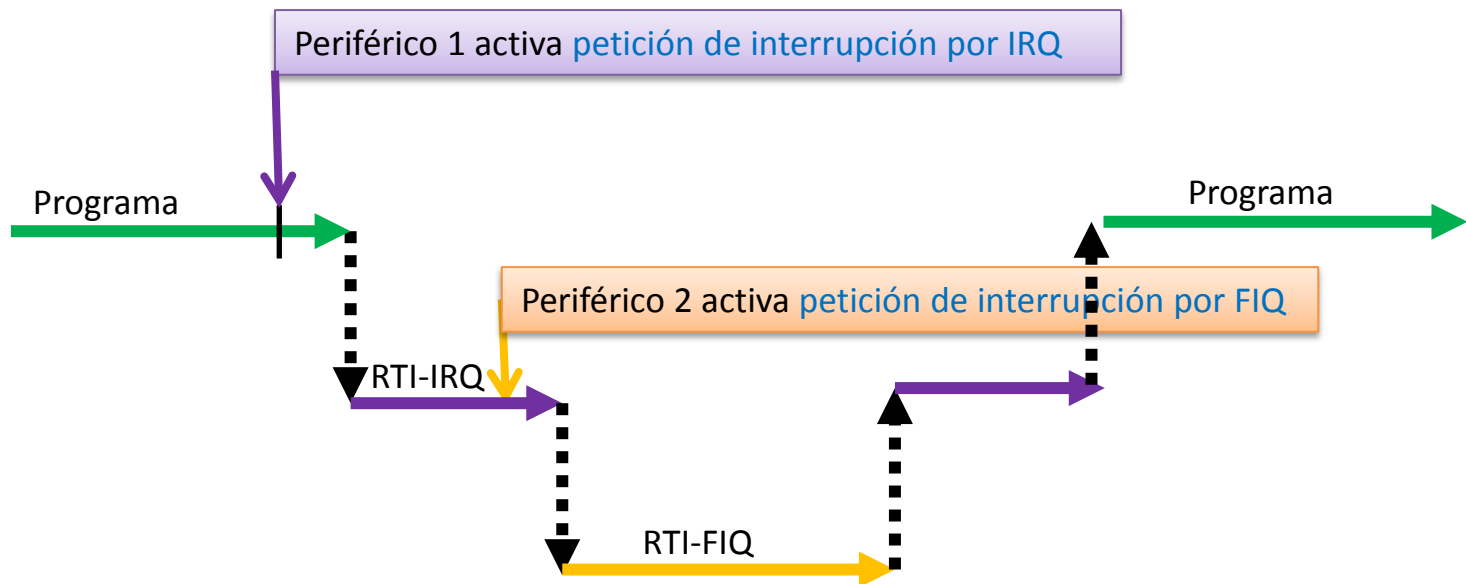 Periférico 1 activa petición de interrupción por IRQ
Programa
Programa
Periférico 2 activa petición de interrupción por FIQ
RTI-IRQ
RTI-FIQ